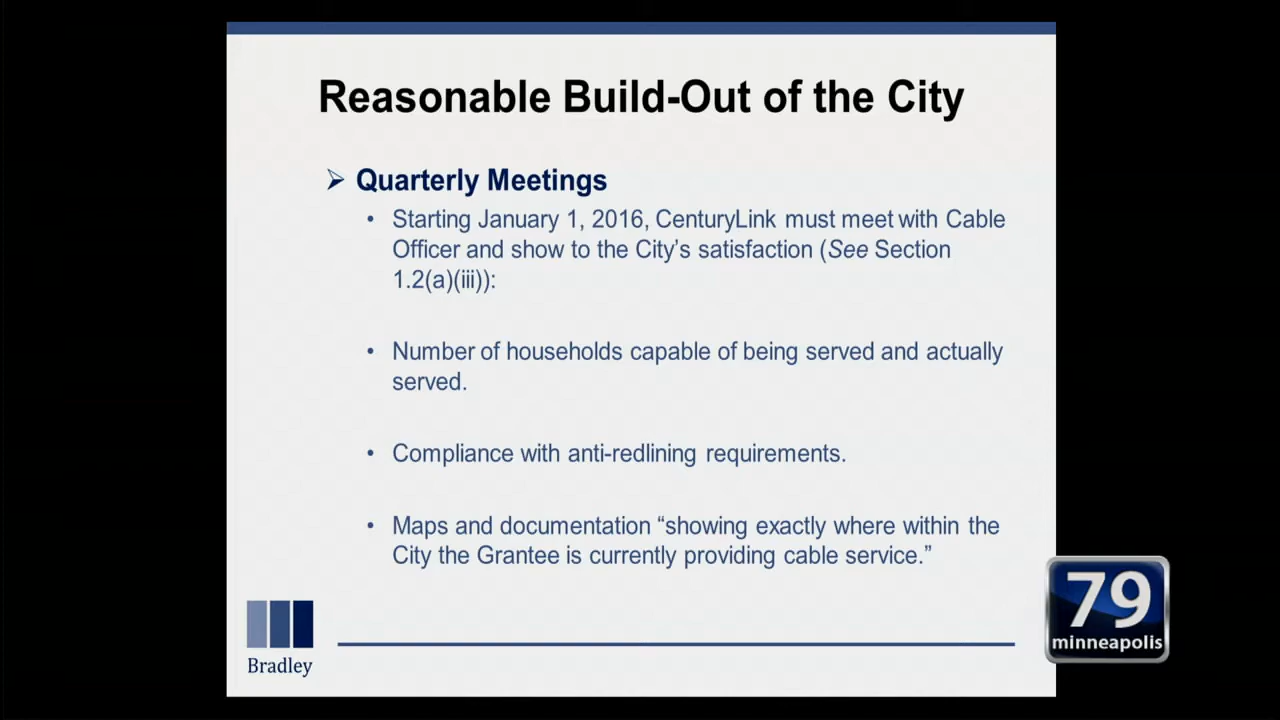 Reasonable Build-Out of the City
➢ Quarterly Meetings
• Starting January 1, 2016, CenturyLink must meet with Cable
Officer and show to the City's satisfaction (See Section
1.2(a)(iii)):
• Number of households capable of being served and actually
served.
• Compliance with anti-redlining requirements.
• Maps and documentation “showing exactly where within the
City the Grantee is currently providing cable service.”
Bradley
79
minneapolis